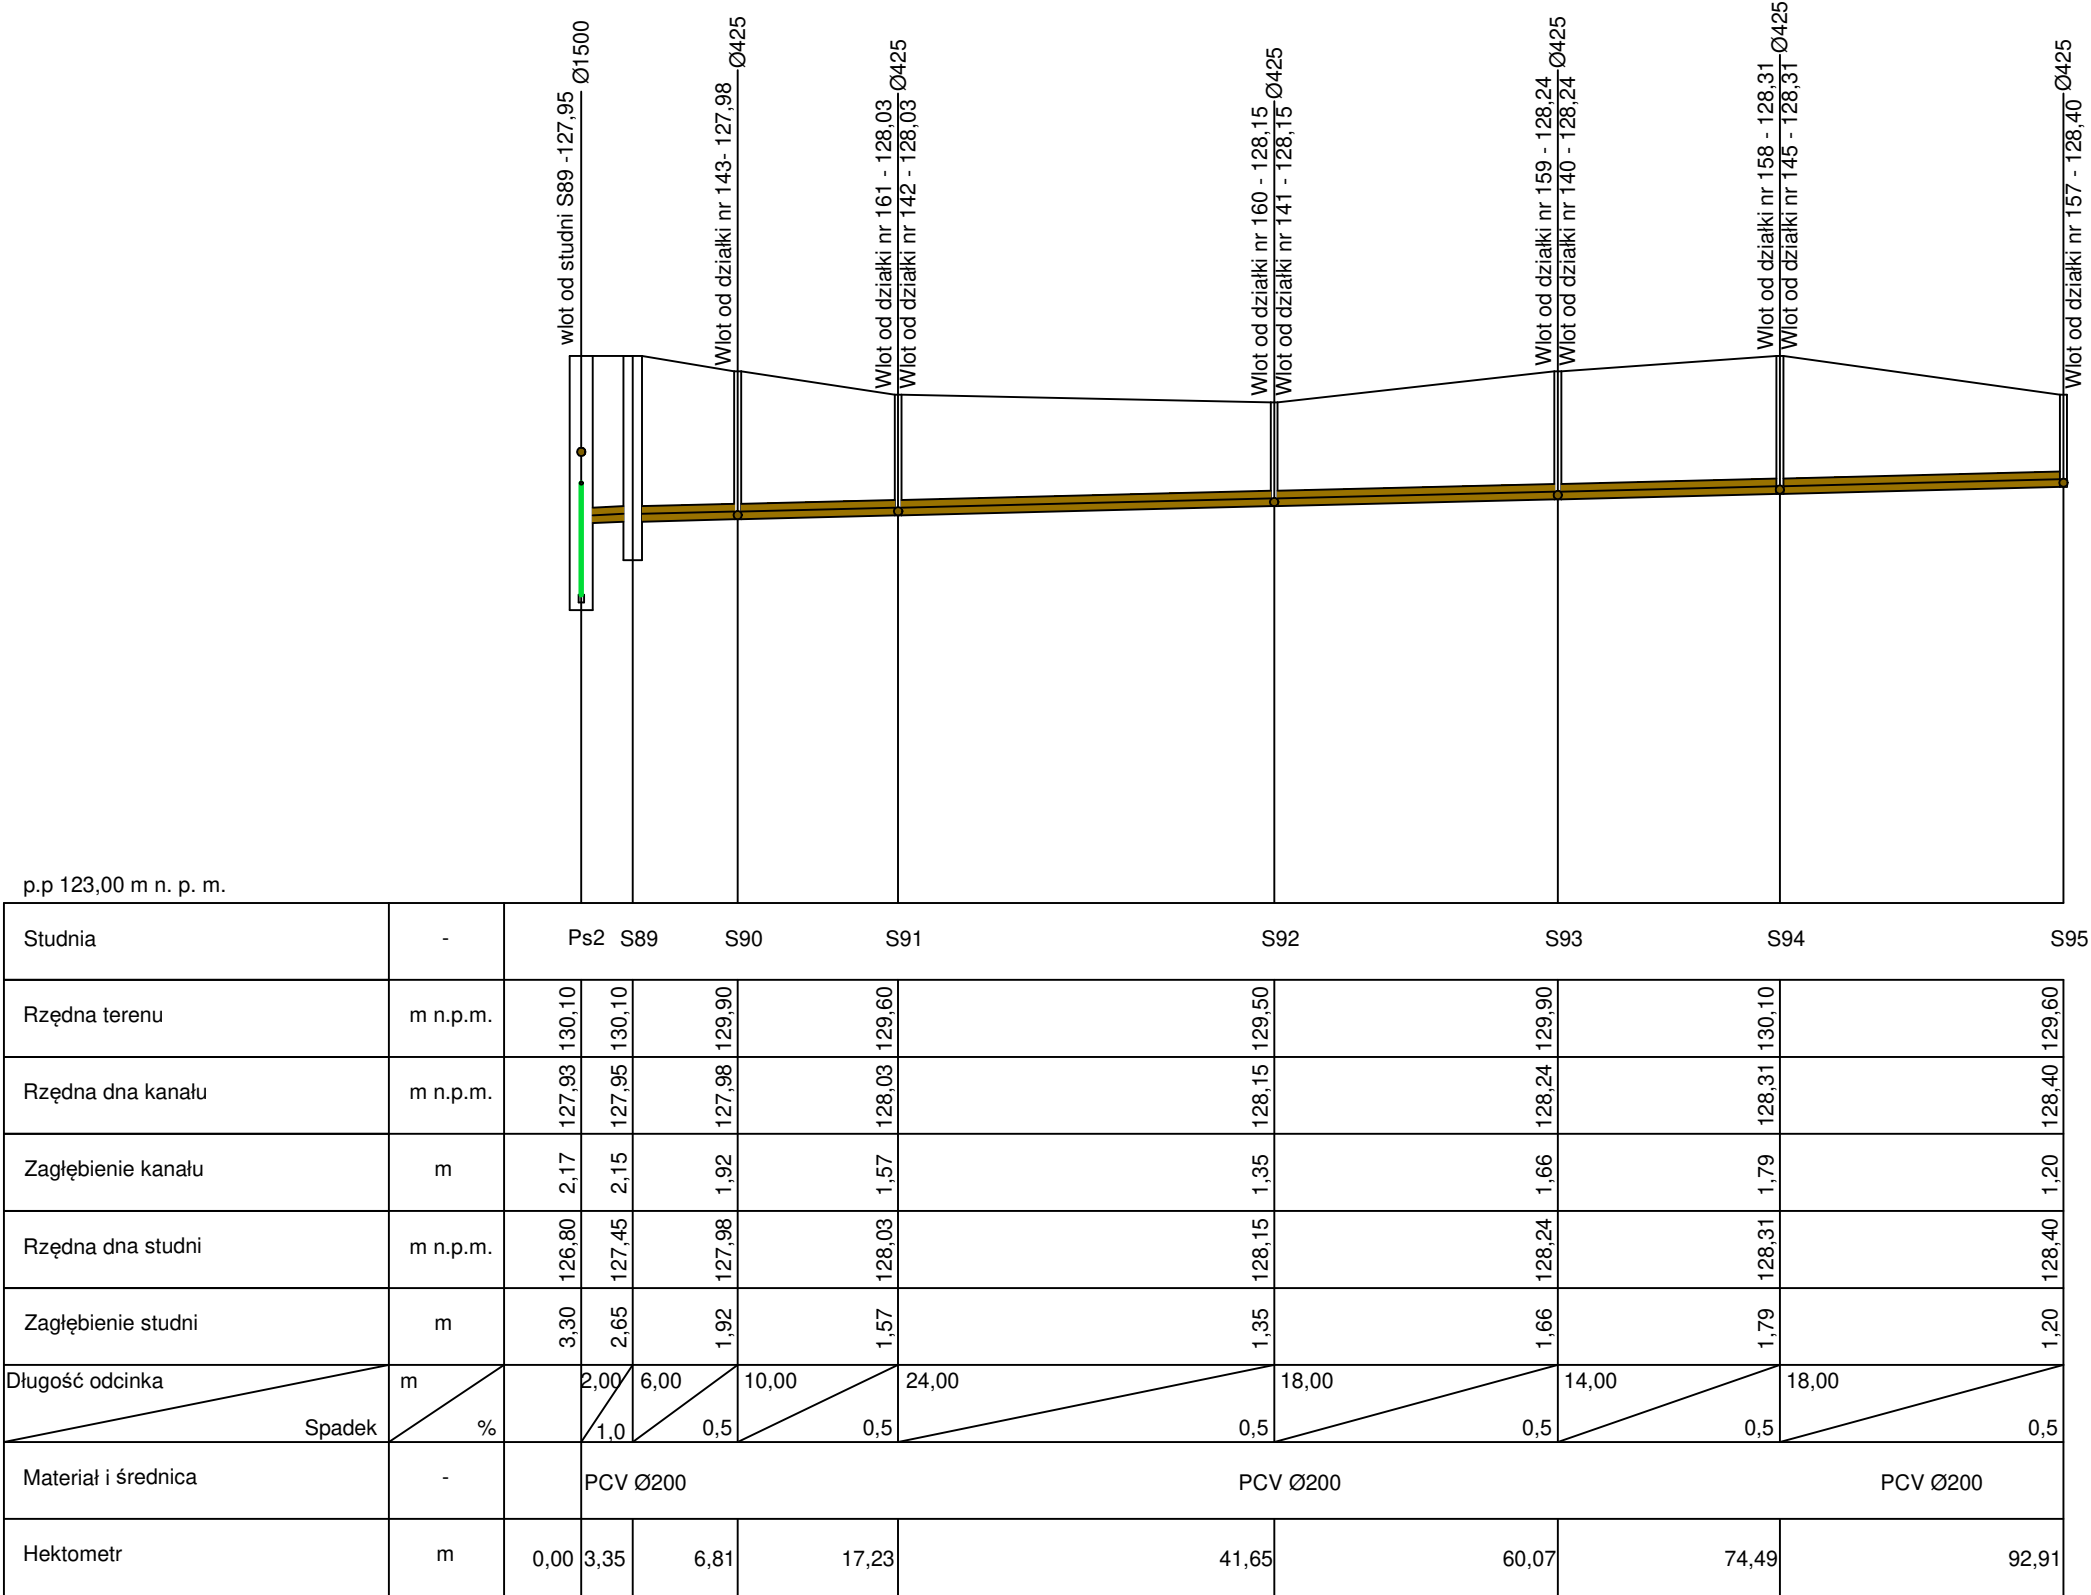 Ø1500
wlot od studni S89 -127,95
Ø425
Wlot od działki nr 143- 127,98
Ø425
Wlot od działki nr 161 - 128,03
Wlot od działki nr 142 - 128,03
Ø425
Wlot od działki nr 160 - 128,15
Wlot od działki nr 141 - 128,15
Ø425
Wlot od działki nr 159 - 128,24
Wlot od działki nr 140 - 128,24
Ø425
Wlot od działki nr 158 - 128,31
Wlot od działki nr 145 - 128,31
Ø425
Wlot od działki nr 157 - 128,40
p.p 123,00 m n. p. m.
Studnia - Ps2 S89 S90 S91 S92 S93 S94 S95
Rzędna terenu m n.p.m. 130,10 130,10 129,90 129,60 129,50 129,90 130,10 129,60
Rzędna dna kanału m n.p.m. 127,93 127,95 127,98 128,03 128,15 128,24 128,31 128,40
Zagłębienie kanału m 2,17 2,15 1,92 1,57 1,35 1,66 1,79 1,20
Rzędna dna studni m n.p.m. 126,80 127,45 127,98 128,03 128,15 128,24 128,31 128,40
Zagłębienie studni m 3,30 2,65 1,92 1,57 1,35 1,66 1,79 1,20
Długość odcinka m 2,00 6,00 10,00 24,00 18,00 14,00 18,00
Spadek % 1,0 0,5 0,5 0,5 0,5 0,5 0,5
Materiał i średnica - PCV Ø200 PCV Ø200 PCV Ø200
Hektometr m 0,00 3,35 6,81 17,23 41,65 60,07 74,49 92,91